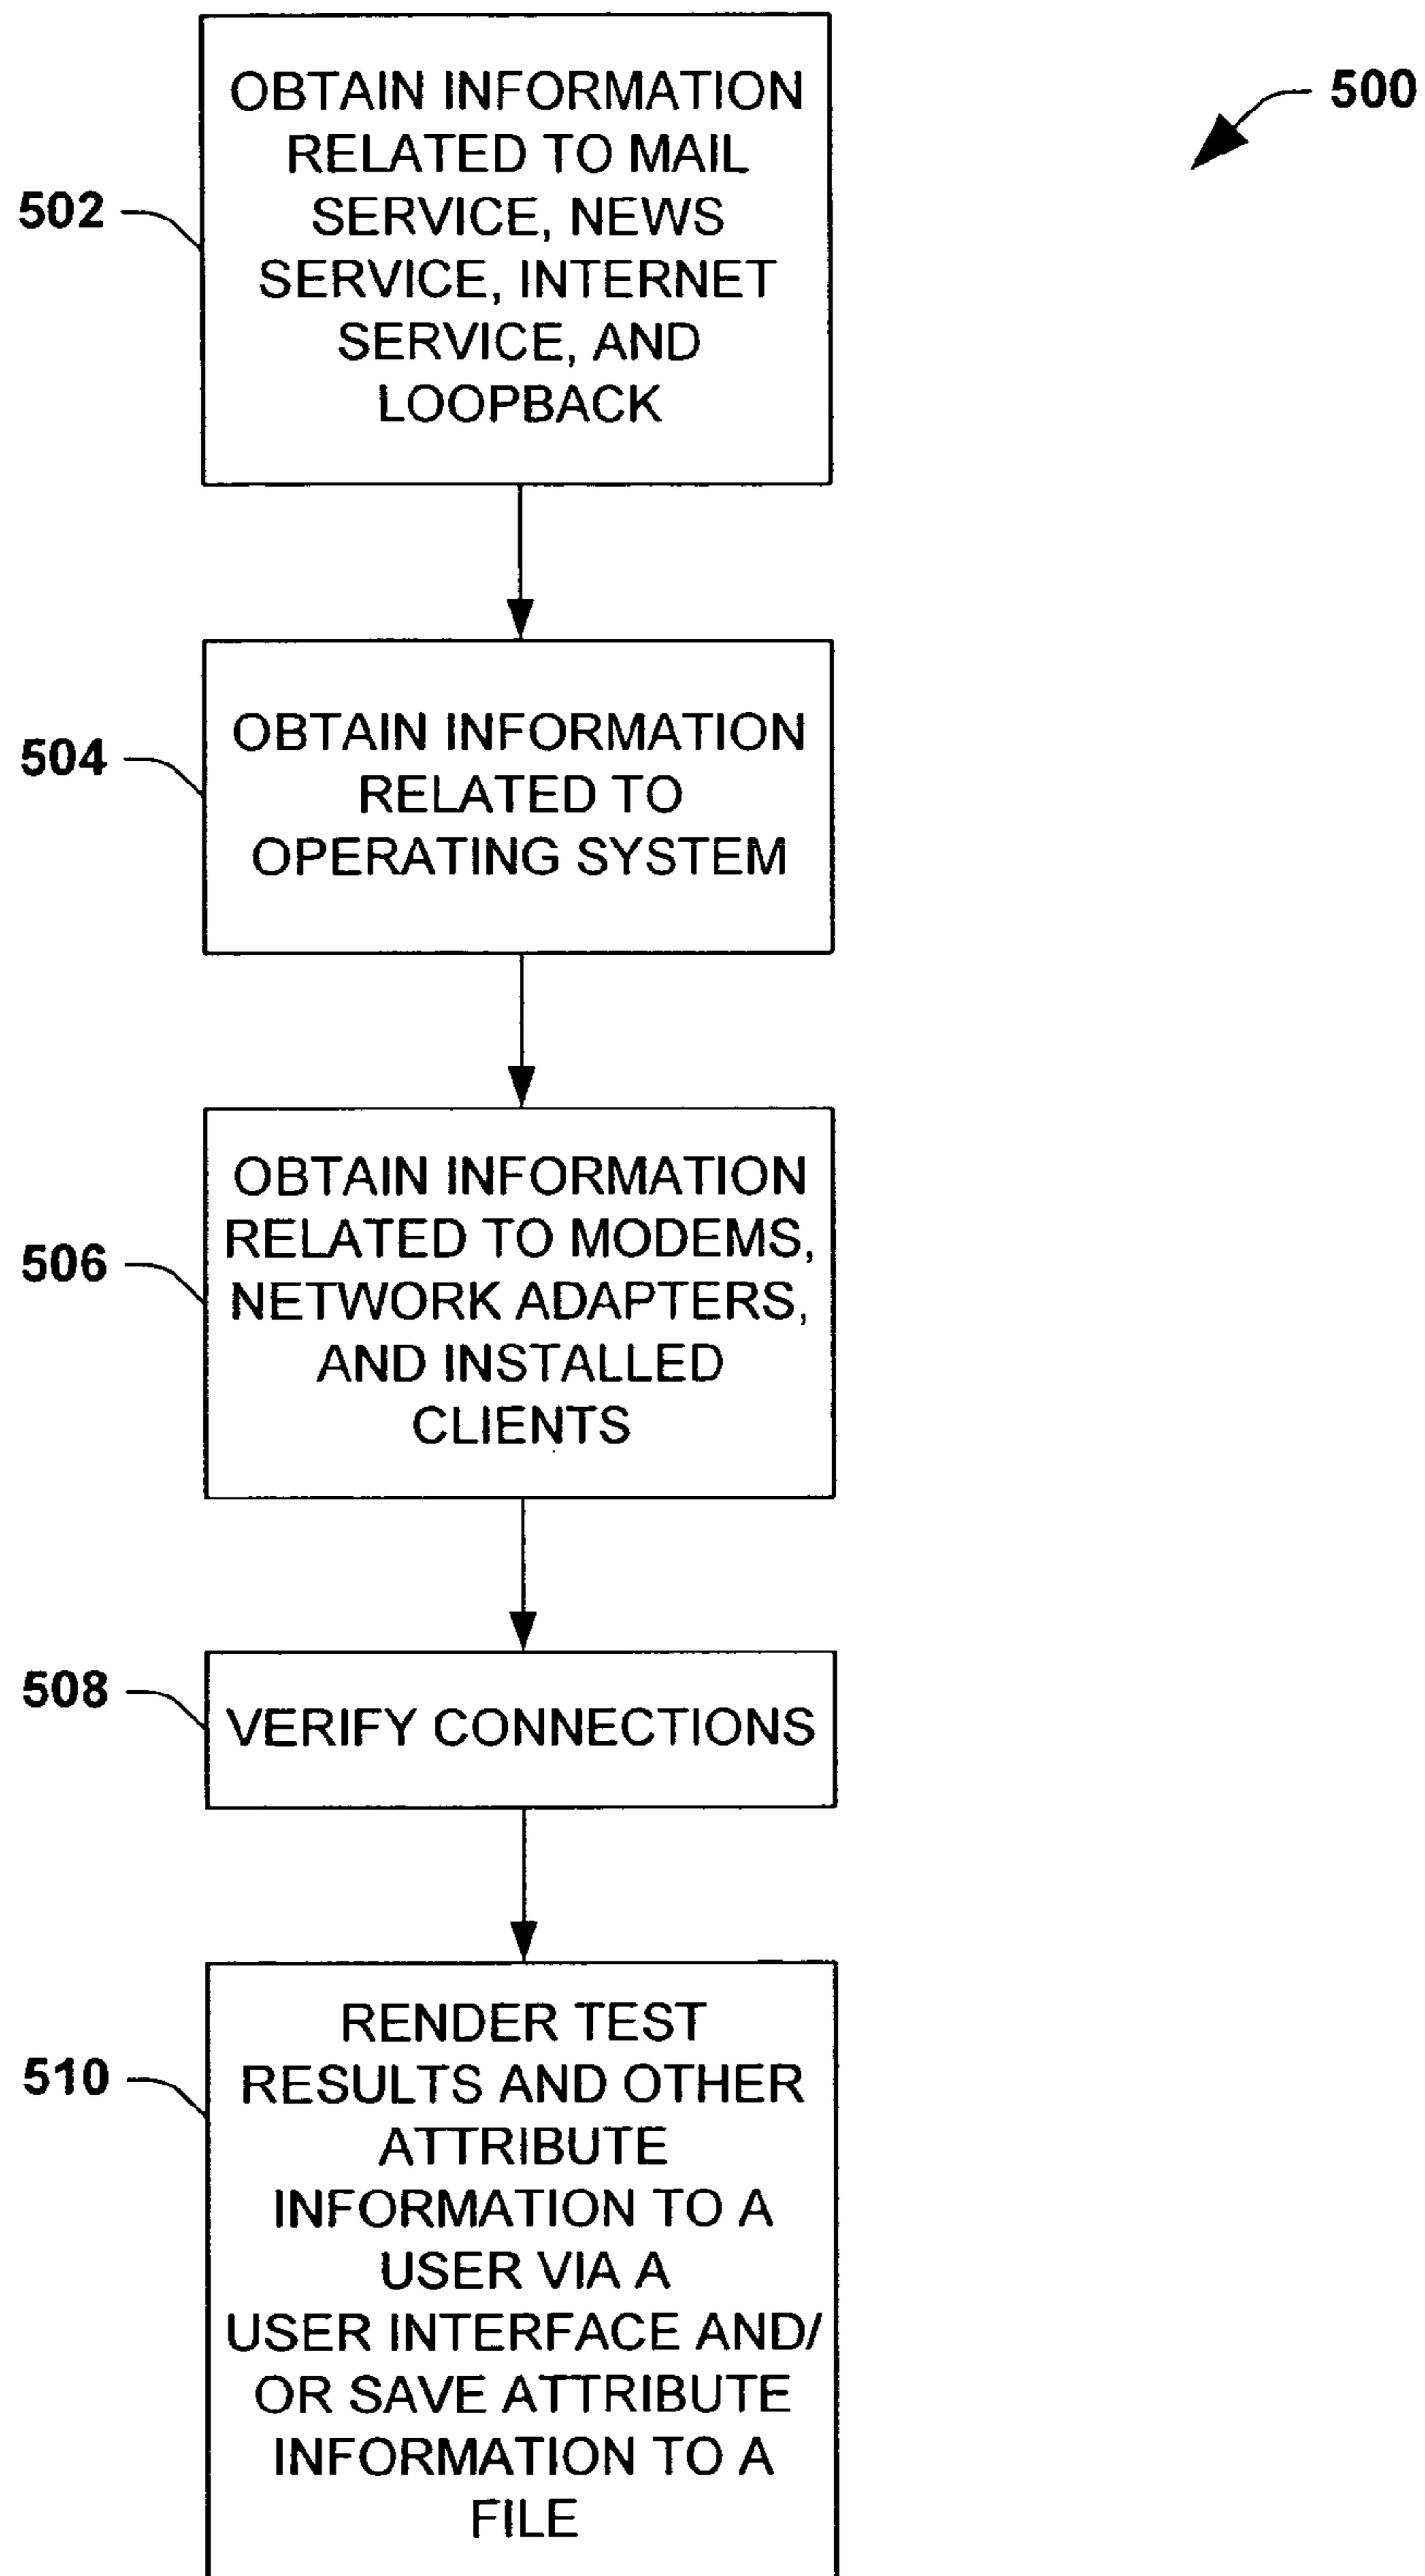 500
OBTAIN INFORMATION
RELATED TO MAIL
SERVICE, NEWS
SERVICE, INTERNET
SERVICE, AND
LOOPBACK
502
OBTAIN INFORMATION
RELATED TO
OPERATING SYSTEM
504
OBTAIN INFORMATION
RELATED TO MODEMS,
NETWORK ADAPTERS,
AND INSTALLED
CLIENTS
506
VERIFY CONNECTIONS
508
RENDER TEST
RESULTS AND OTHER
ATTRIBUTE
INFORMATION TO A
USER VIA A
USER INTERFACE AND/
OR SAVE ATTRIBUTE
INFORMATION TO A
FILE
510